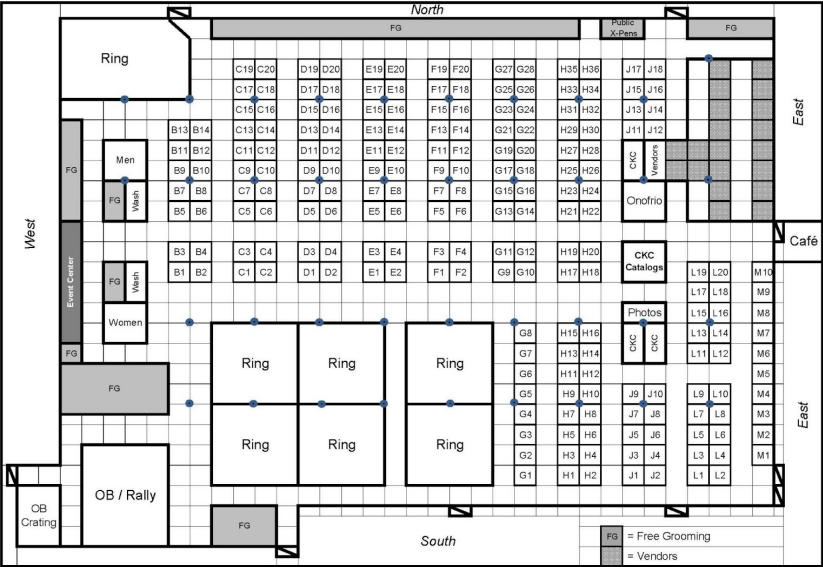 North
FG
Public
X-Pens
FG
Ring
C19 C20 D19 D20 E19 E20 F19 F20 G27 G28 H35 H36 J17 J18
C17 C18 D17 D18 E17 E18 F17 F18 G25 G26 H33 H34 J15 J16
C15 C16 D15 D16 E15 E16 F15 F16 G23 G24 H31 H32 J13 J14
East
B13 B14 C13 C14 D13 D14 E13 E14 F13 F14 G21 G22 H29 H30 J11 J12
B11 B12 C11 C12 D11 D12 E11 E12 F11 F12 G19 G20 H27 H28
Men
CKC
Vendors
FG
B9 B10 C9 C10 D9 D10 E9 E10 F9 F10 G17 G18 H25 H26
B7 B8 C7 C8 D7 D8 E7 E8 F7 F8 G15 G16 H23 H24
FG
Wash
Onofrio
B5 B6 C5 C6 D5 D6 E5 E6 F5 F6 G13 G14 H21 H22
West
Café
B3 B4 C3 C4 D3 D4 E3 E4 F3 F4 G11 G12 H19 H20
CKC
Catalogs
B1 B2 C1 C2 D1 D2 E1 E2 F1 F2 G9 G10 H17 H18
L19 L20 M10
Event Center
FG
Wash
L17 L18 M9
Women
Photos
L15 L16 M8
G8 H15 H16
CKC
CKC
L13 L14 M7
FG
Ring
Ring
Ring
G7 H13 H14
L11 L12 M6
G6 H11 H12
M5
FG
G5 H9 H10 J9 J10 L9 L10 M4
G4 H7 H8 J7 J8 L7 L8 M3
East
Ring
Ring
Ring
G3 H5 H6 J5 J6 L5 L6 M2
G2 H3 H4 J3 J4 L3 L4 M1
G1 H1 H2 J1 J2 L1 L2
OB / Rally
OB
Crating
FG
South
FG = Free Grooming
= Vendors